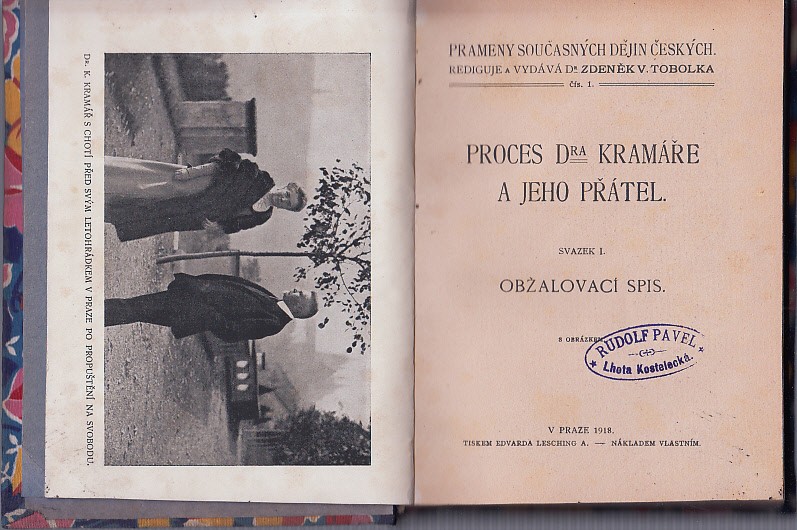 Dr. K. KRAMÁŘ S CHOTÍ PŘED SVÝM LETOHRÁDKEM V PRAZE PO PROPUŠTĚNÍ NA SVOBODU.
PRAMENY SOUČASNÝCH DĚJIN ČESKÝCH.
REDIGUJE A VYDÁVÁ DR ZDENĚK V. TOBOLKA
ČÍS. 1.
PROCES DRA KRAMÁŘE
A JEHO PŘÁTEL.
SVAZEK I.
OBŽALOVACÍ SPIS.
S OBRÁZKEM
RUDOLF PAVEL
Lhota Kostelecká.
V PRAZE 1918.
TISKEM EDVARDA LESCHING A. — NÁKLADEM VLASTNÍM.